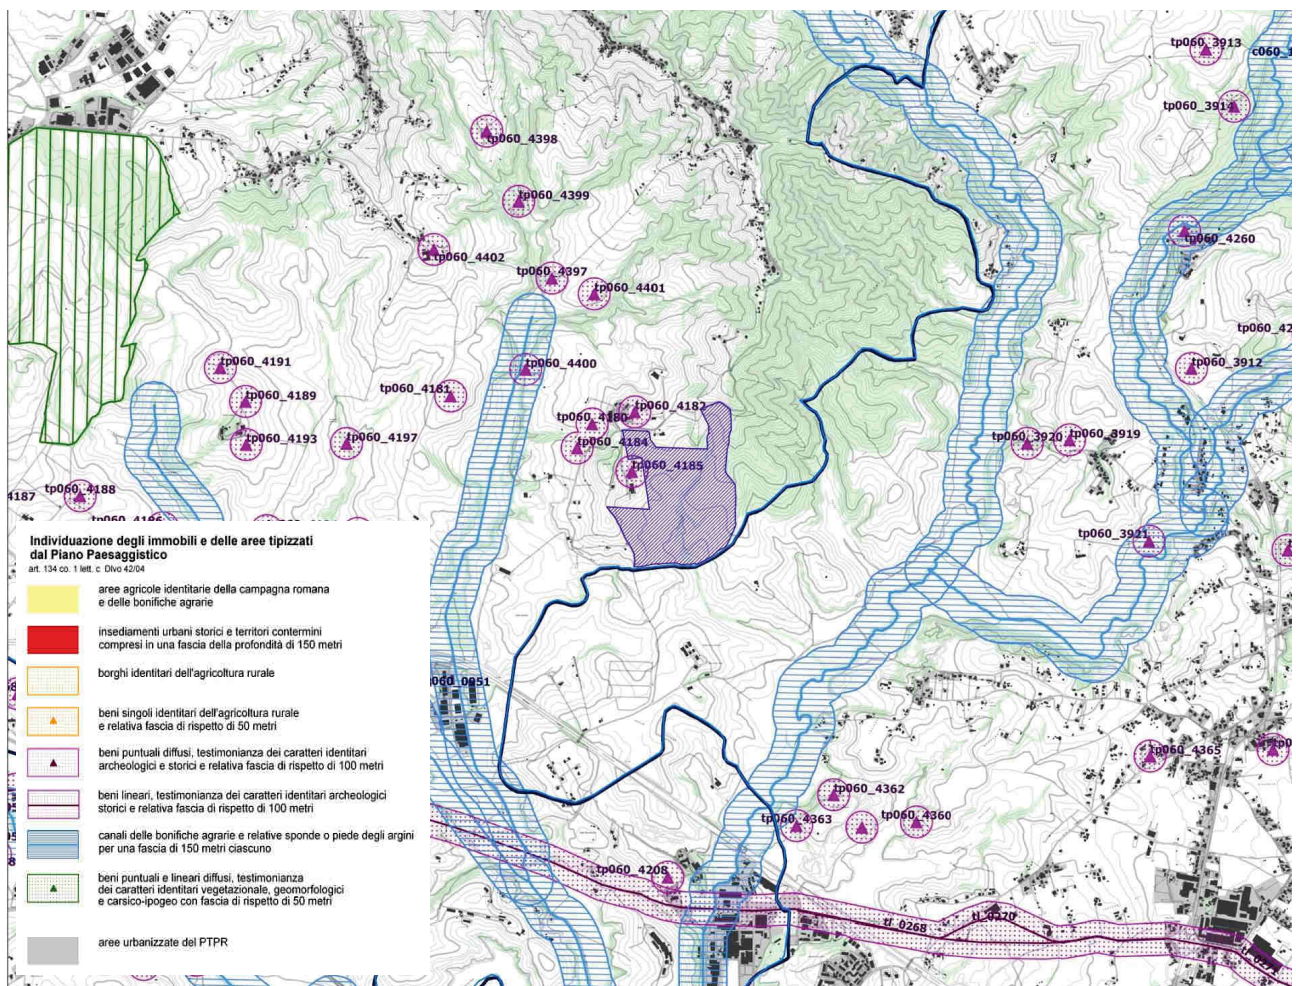 tp060_3913
c060_1
tp060_3914
tp060_4398
tp060_4399
tp060_4260
tp060_4402
tp060_4397
tp060_4401
tp060_42
tp060_4191
tp060_4400
tp060_3912
tp060_4189
tp060_4181
tp060_4182
tp060_4180
tp060_4193
tp060_4197
tp060_4184
tp060_3920
tp060_3919
tp060_4185
4187
tp060_4188
tp060_3921
Individuazione degli immobili e delle aree tipizzati
dal Piano Paesaggistico
art. 134 co. 1 lett. c Dlvo 42/04
aree agricole identitarie della campagna romana
e delle bonifiche agrarie
insediamenti urbani storici e territori contermini
compresi in una fascia della profondità di 150 metri
borghi identitari dell'agricoltura rurale
beni singoli identitari dell'agricoltura rurale
e relativa fascia di rispetto di 50 metri
beni puntuali diffusi, testimonianza dei caratteri identitari
archeologici e storici e relativa fascia di rispetto di 100 metri
beni lineari, testimonianza dei caratteri identitari archeologici
storici e relativa fascia di rispetto di 100 metri
canali delle bonifiche agrarie e relative sponde o piede degli argini
per una fascia di 150 metri ciascuno
beni puntuali e lineari diffusi, testimonianza
dei caratteri identitari vegetazionale, geomorfologici
e carsico-ipogeo con fascia di rispetto di 50 metri
aree urbanizzate del PTPR
060_0951
tp060_4365
tp060_4362
tp060_4363
tp060_4360
tp060_4208
tl_0268
tl_0270